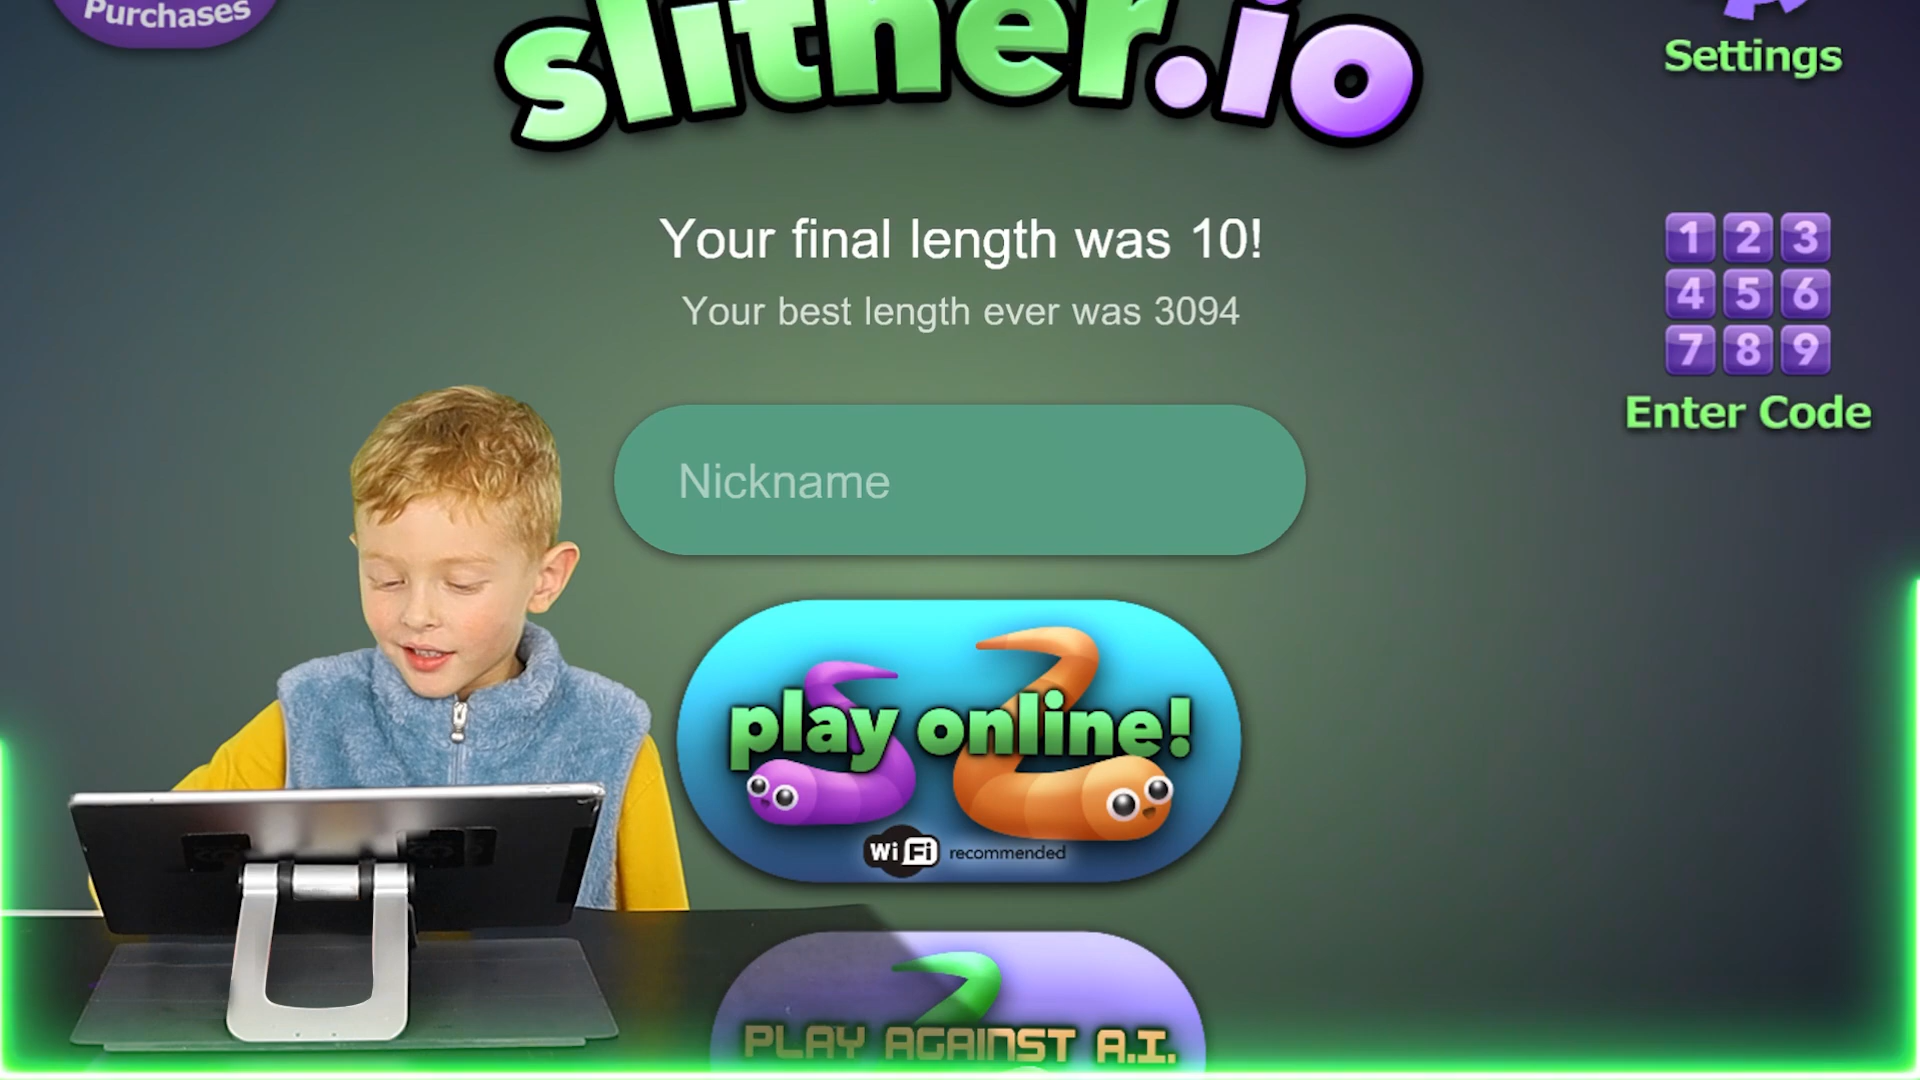 Purchases
slither.io
Settings
Your final length was 10!
Your best length ever was 3094
1 2 3
4 5 6
7 8 9
Enter Code
Nickname
play online!
WiFi recommended
PLAY AGAINST A.I.